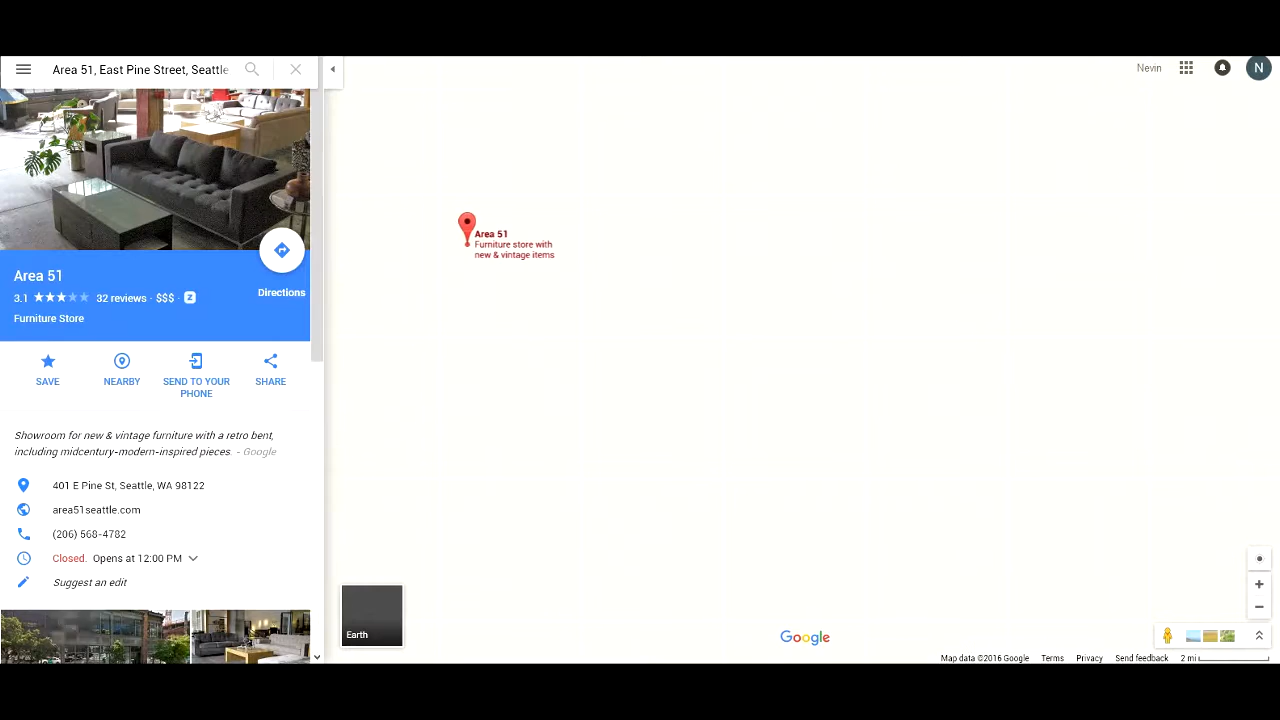 Area 51, East Pine Street, Seattle
Nevin
N
Area 51
Furniture store with
new & vintage items
Area 51
3.1
32 reviews · $$$ ·
Z
Directions
Furniture Store
SAVE
NEARBY
SEND TO YOUR
PHONE
SHARE
Showroom for new & vintage furniture with a retro bent,
including midcentury-modern-inspired pieces. - Google
401 E Pine St, Seattle, WA 98122
area51seattle.com
(206) 568-4782
Closed. Opens at 12:00 PM
Suggest an edit
Earth
Google
Map data ©2016 Google
Terms
Privacy
Send feedback
2 mi